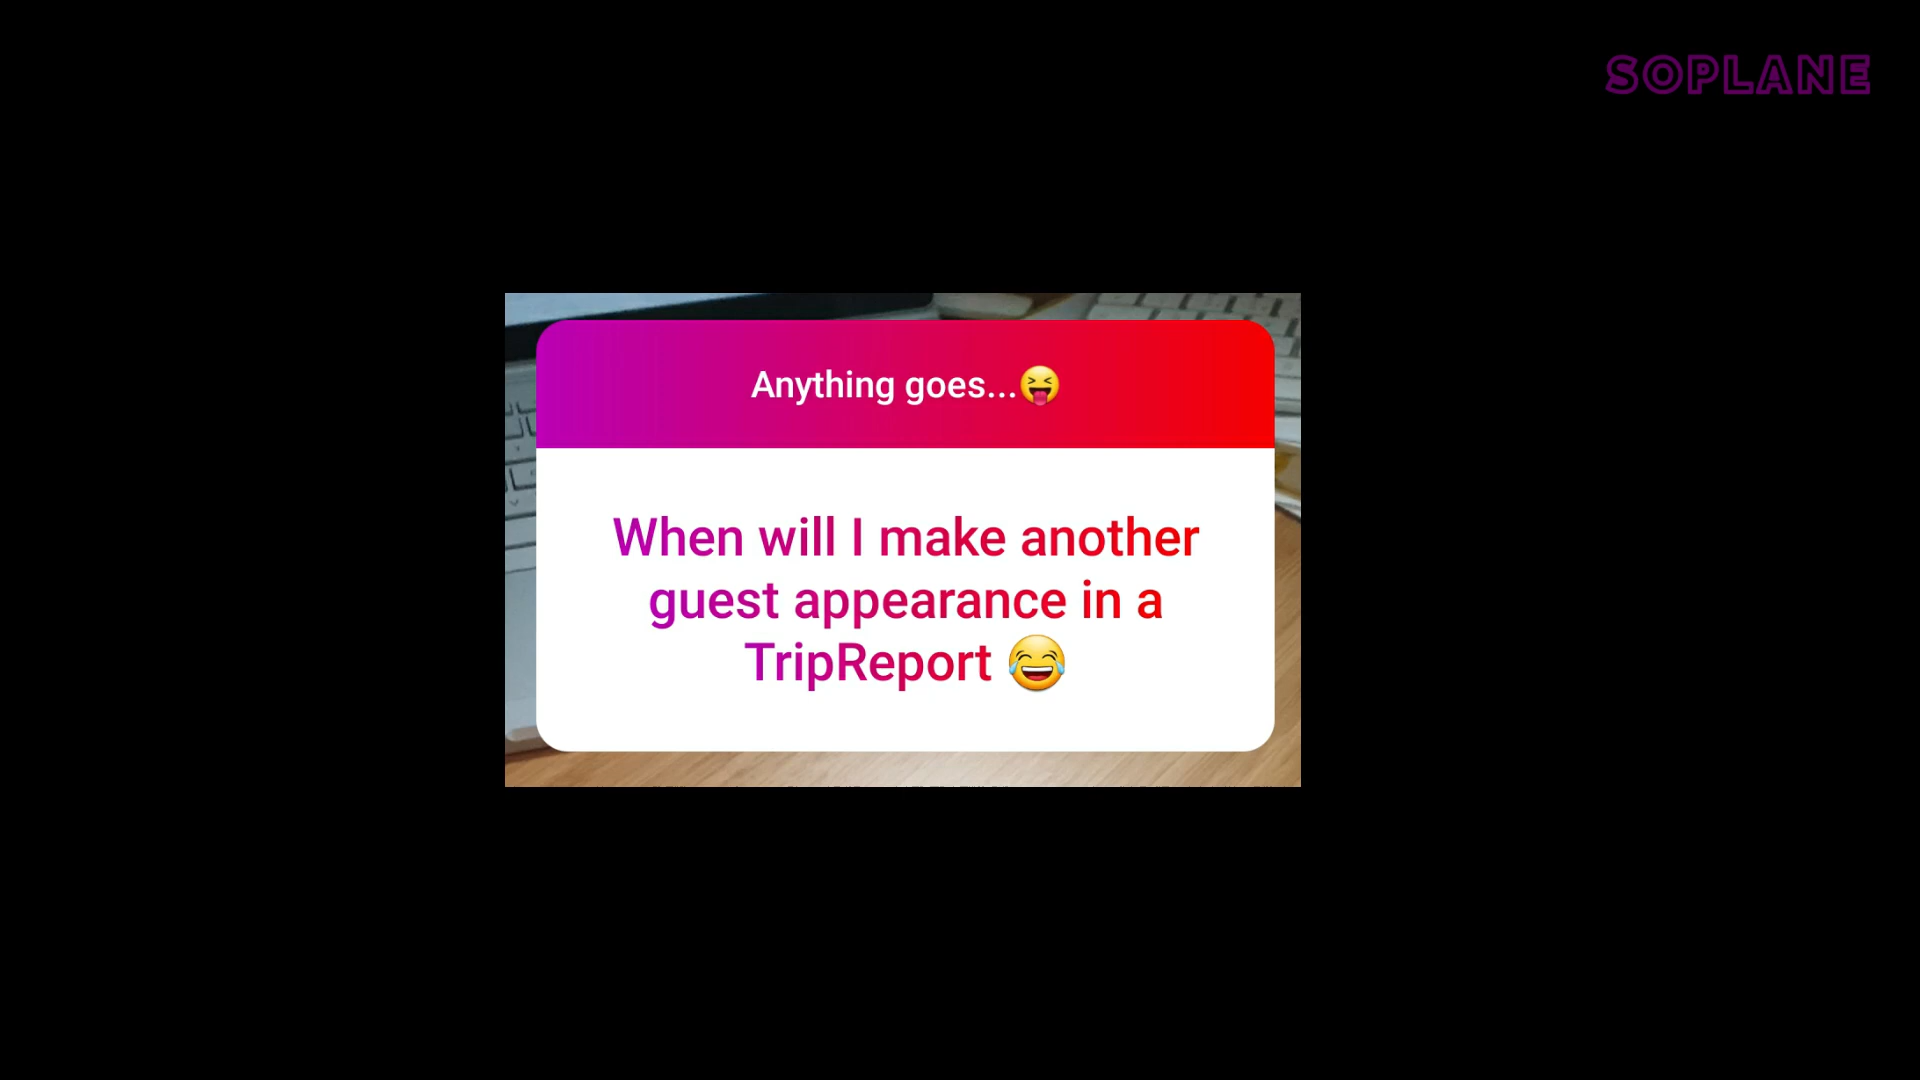 SOPLANE
Anything goes...😝
When will I make another
guest appearance in a
TripReport 😂